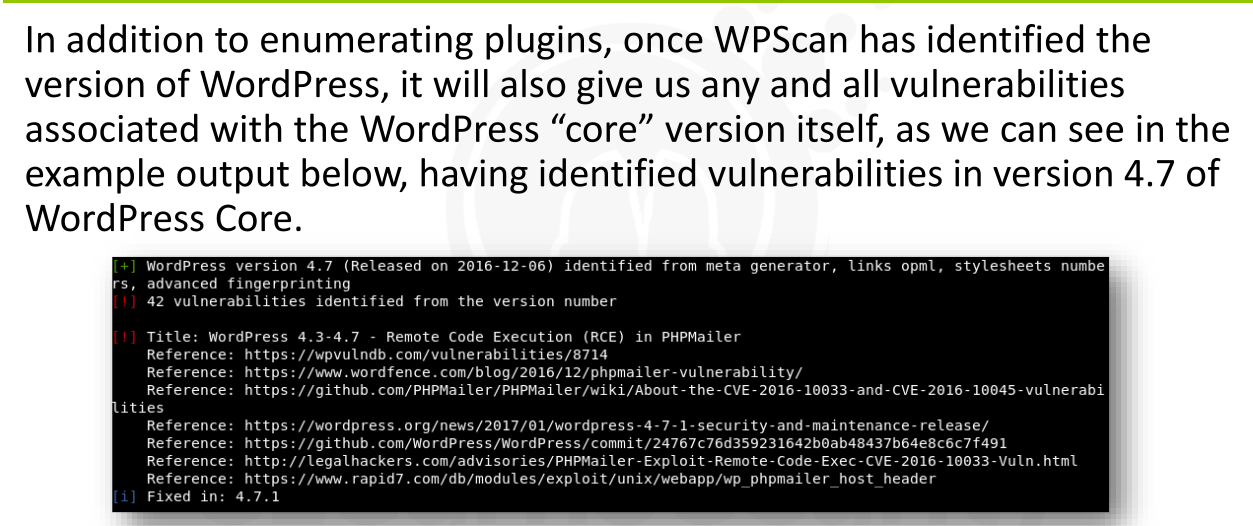 In addition to enumerating plugins, once WPScan has identified the
version of WordPress, it will also give us any and all vulnerabilities
associated with the WordPress “core” version itself, as we can see in the
example output below, having identified vulnerabilities in version 4.7 of
WordPress Core.
[+] WordPress version 4.7 (Released on 2016-12-06) identified from meta generator, links opml, stylesheets numbe
rs, advanced fingerprinting
[!] 42 vulnerabilities identified from the version number
[!] Title: WordPress 4.3-4.7 - Remote Code Execution (RCE) in PHPMailer
Reference: https://wpvulndb.com/vulnerabilities/8714
Reference: https://www.wordfence.com/blog/2016/12/phpmailer-vulnerability/
Reference: https://github.com/PHPMailer/PHPMailer/wiki/About-the-CVE-2016-10033-and-CVE-2016-10045-vulnerabi
lities
Reference: https://wordpress.org/news/2017/01/wordpress-4-7-1-security-and-maintenance-release/
Reference: https://github.com/WordPress/WordPress/commit/24767c76d359231642b0ab48437b64e8c6c7f491
Reference: http://legalhackers.com/advisories/PHPMailer-Exploit-Remote-Code-Exec-CVE-2016-10033-Vuln.html
Reference: https://www.rapid7.com/db/modules/exploit/unix/webapp/wp_phpmailer_host_header
[i] Fixed in: 4.7.1